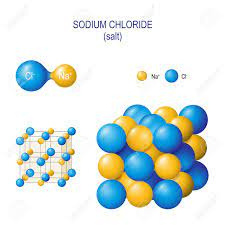 SODIUM CHLORIDE
(salt)
Cl⁻ Na⁺
Na⁺ Cl⁻